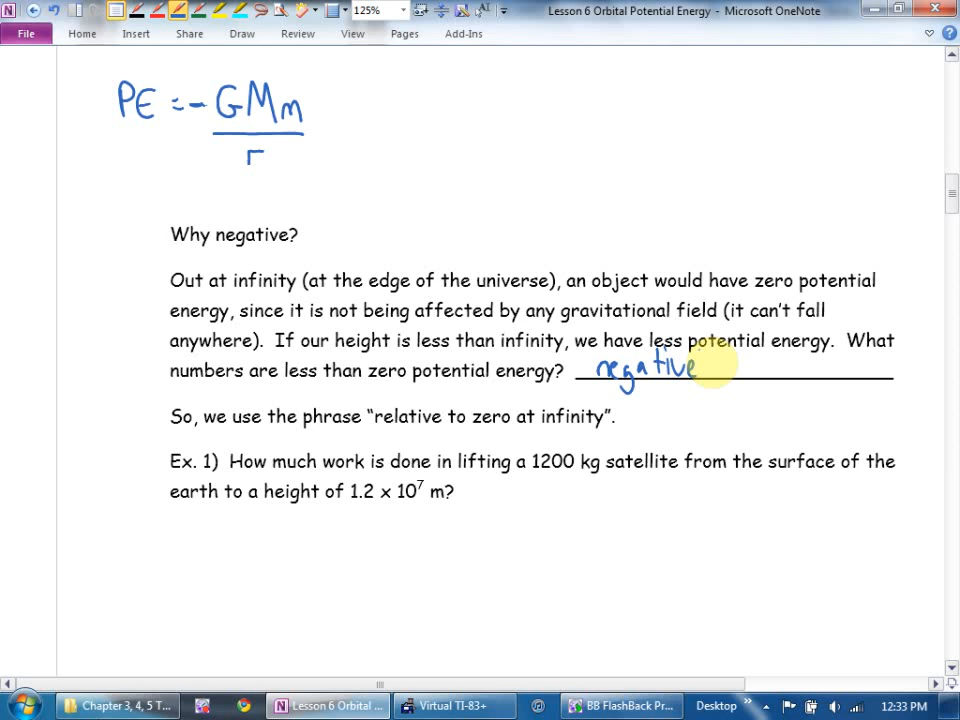 125%
Lesson 6 Orbital Potential Energy - Microsoft OneNote
File Home Insert Share Draw Review View Pages Add-Ins
PE = - GMm
r
Why negative?
Out at infinity (at the edge of the universe), an object would have zero potential
energy, since it is not being affected by any gravitational field (it can't fall
anywhere). If our height is less than infinity, we have less potential energy. What
numbers are less than zero potential energy? negative
So, we use the phrase “relative to zero at infinity”.
Ex. 1) How much work is done in lifting a 1200 kg satellite from the surface of the
earth to a height of 1.2 x 10⁷ m?
Chapter 3, 4, 5 T... Lesson 6 Orbital ... Virtual TI-83+ BB FlashBack Pr... Desktop 12:33 PM